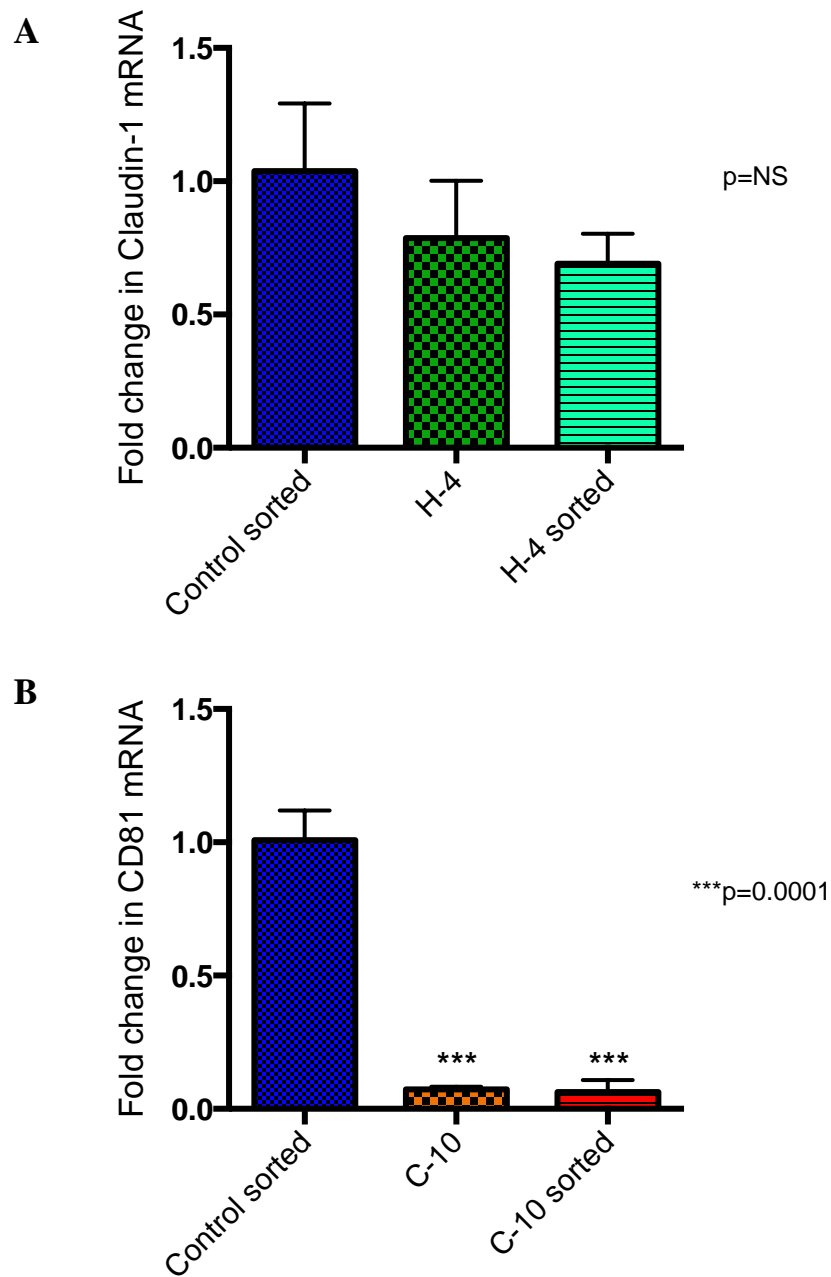 A
Fold change in Claudin-1 mRNA
1.5
1.0
0.5
0.0
p=NS
Control sorted
H-4
H-4 sorted
B
Fold change in CD81 mRNA
1.5
1.0
0.5
0.0
***
***
***p=0.0001
Control sorted
C-10
C-10 sorted